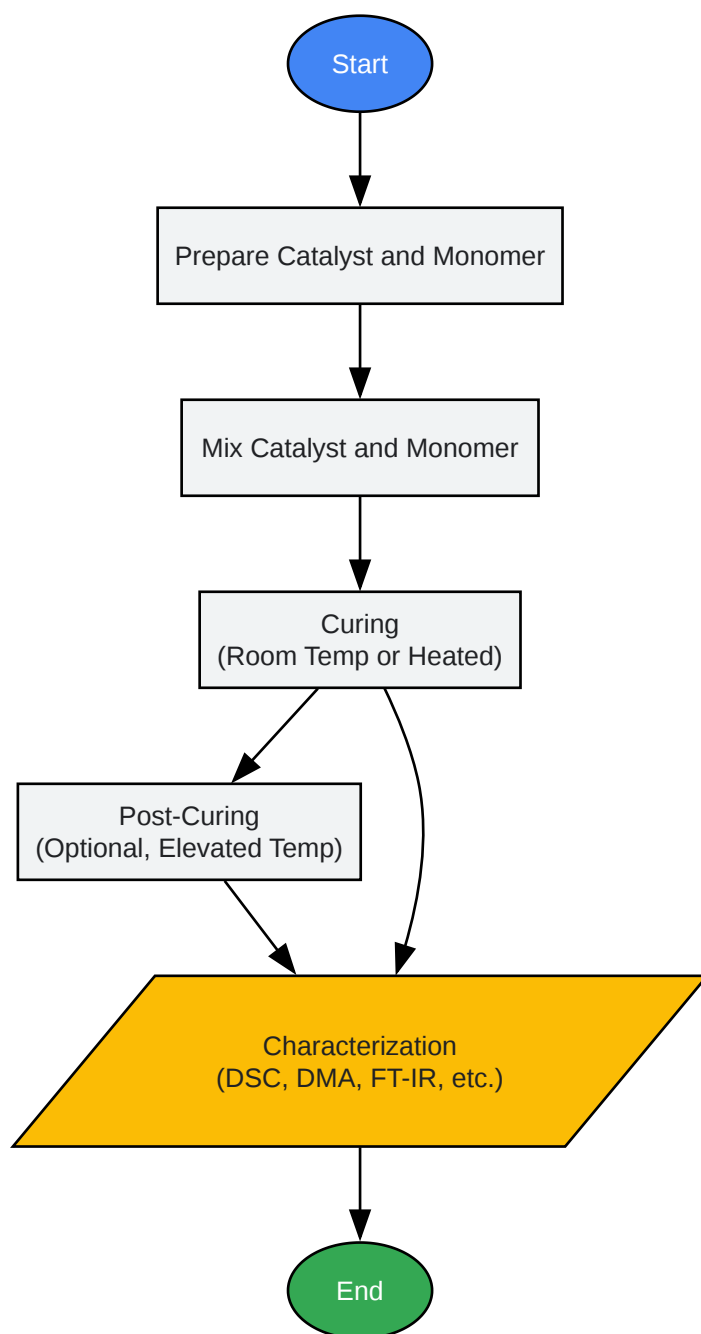 Start
Prepare Catalyst and Monomer
Mix Catalyst and Monomer
Curing
(Room Temp or Heated)
Post-Curing
(Optional, Elevated Temp)
Characterization
(DSC, DMA, FT-IR, etc.)
End